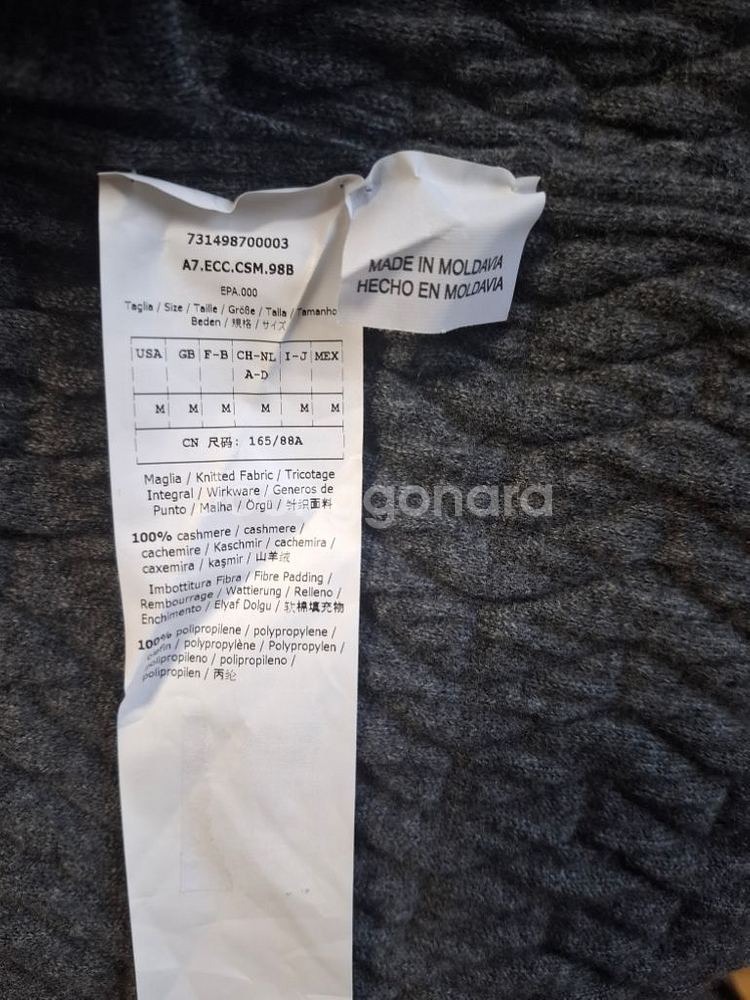 731498700003
A7.ECC.CSM.98B
EPA.000
Taglia / Size / Taille / Größe / Talla / Tamanho
Beden / 规格 / サイズ
USA GB F-B CH-NL I-J MEX
A-D
M M M M M M
CN 尺码: 165/88A
Maglia / Knitted Fabric / Tricotage
Integral / Wirkware / Generos de
Punto / Malha / Örgü / 针织面料
100% cashmere / cashmere /
cachemire / Kaschmir / cachemira /
caxemira / kaşmir / 山羊绒
Imbottitura Fibra / Fibre Padding /
Rembourrage / Wattierung / Relleno /
Enchimento / Elyaf Dolgu / 软棉填充物
100% polipropilene / polypropylene /
/ polypropylène / Polypropylen /
polipropileno / polipropileno /
polipropilen / 丙纶
MADE IN MOLDAVIA
HECHO EN MOLDAVIA
ggonara